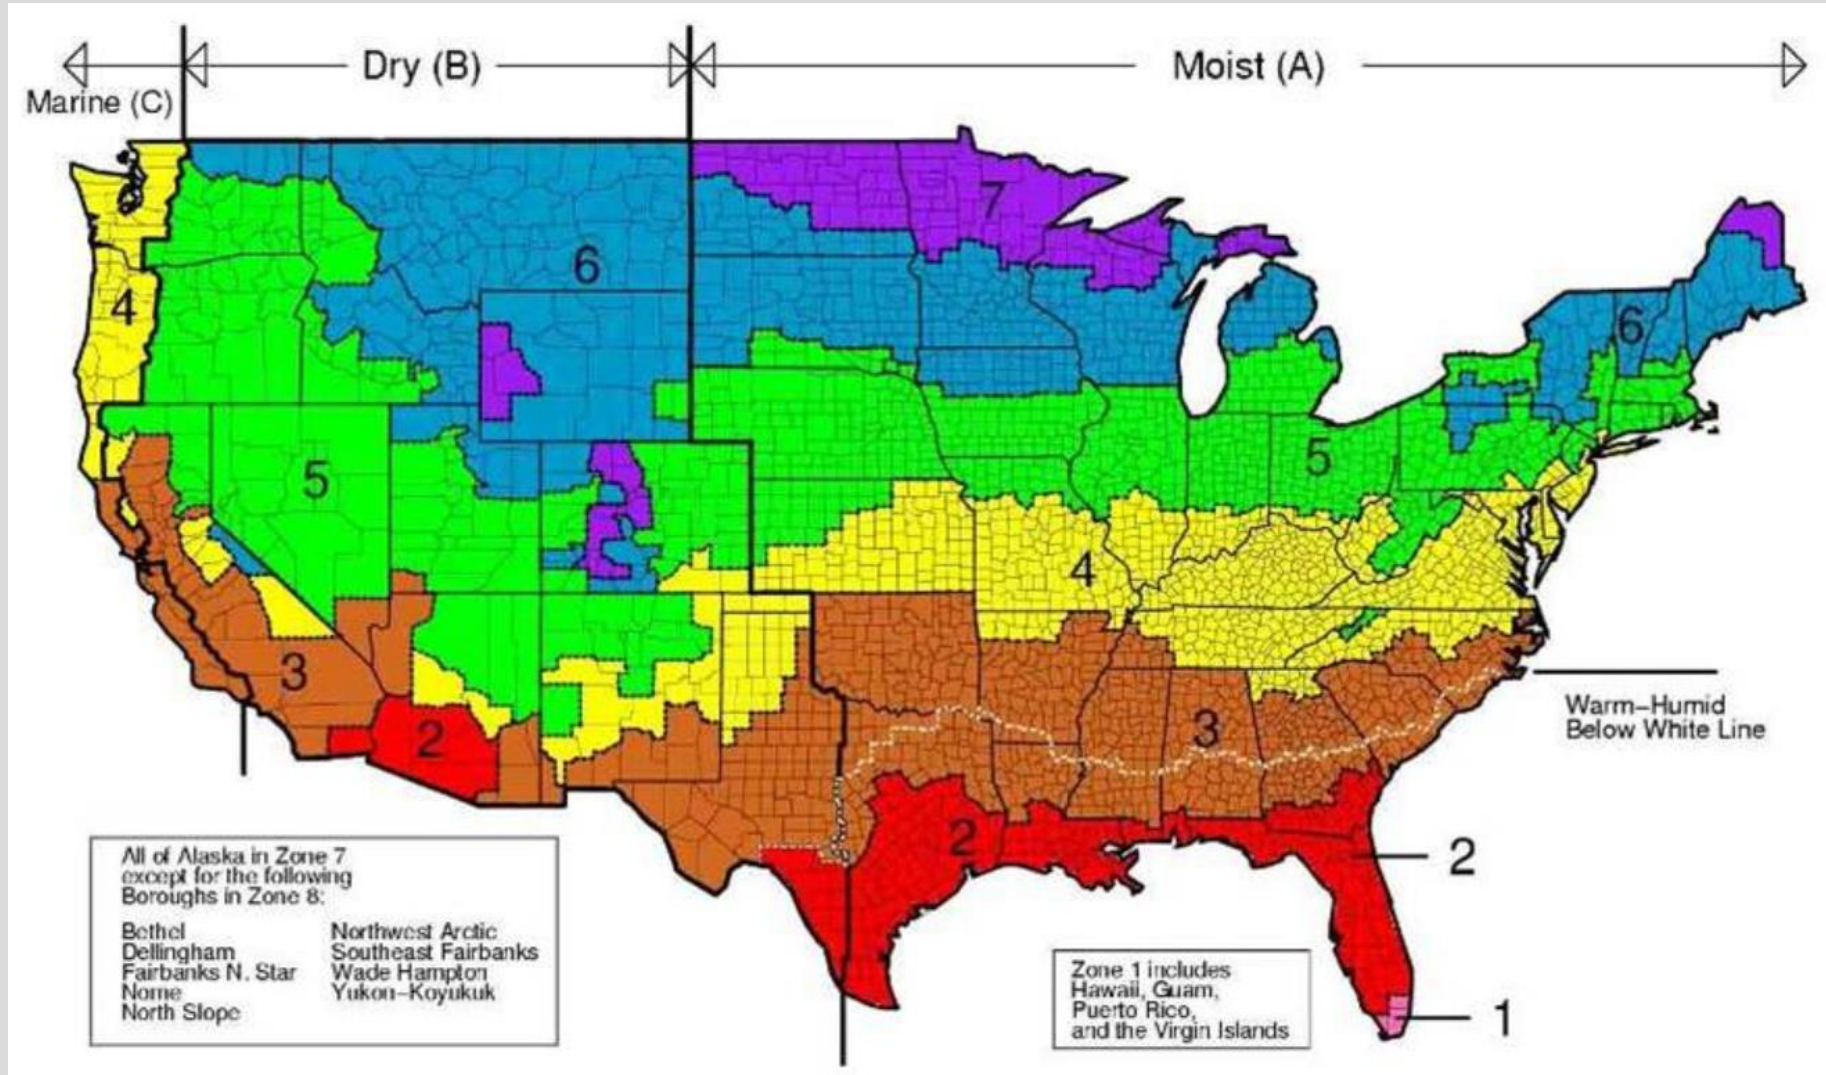 Dry (B)
Moist (A)
Marine (C)
7
6
4
6
5
5
4
3
2
3
Warm-Humid
Below White Line
2
2
1
All of Alaska in Zone 7
except for the following
Boroughs in Zone 8:
Bethel
Dellingham
Fairbanks N. Star
Nome
North Slope
Northwest Arctic
Southeast Fairbanks
Wade Hampton
Yukon-Koyukuk
Zone 1 includes
Hawaii, Guam,
Puerto Rico,
and the Virgin Islands